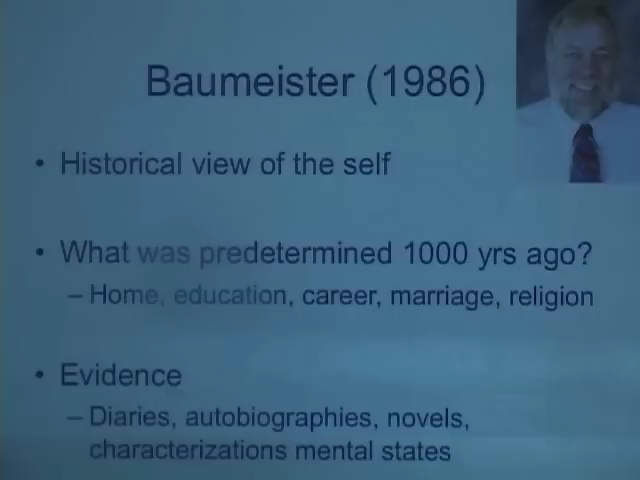 Baumeister (1986)
• Historical view of the self
• What was predetermined 1000 yrs ago?
– Home, education, career, marriage, religion
• Evidence
– Diaries, autobiographies, novels,
characterizations mental states